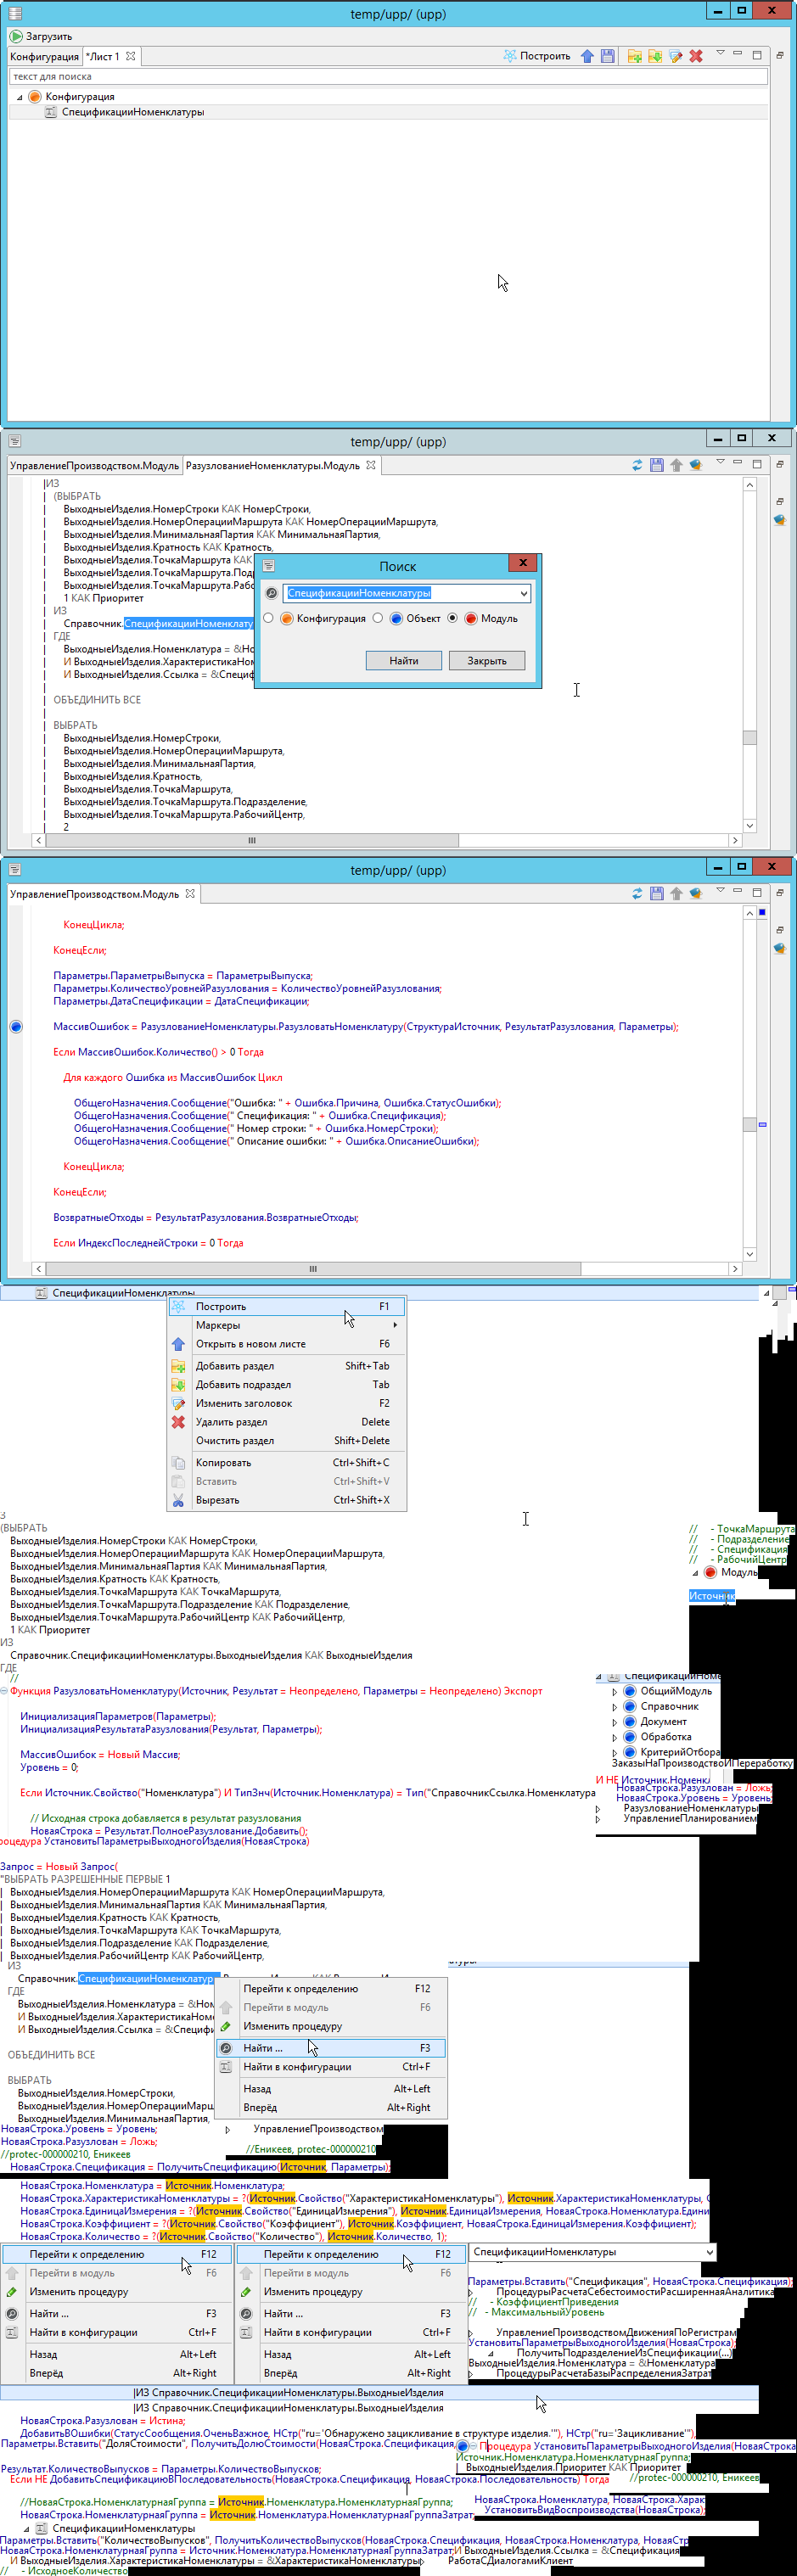 temp/upp/ (upp)
Загрузить
Конфигурация *Лист 1
Построить
текст для поиска
Конфигурация
СпецификацииНоменклатуры
temp/upp/ (upp)
УправлениеПроизводством.Модуль РазузлованиеНоменклатуры.Модуль
|ИЗ
| (ВЫБРАТЬ
| ВыходныеИзделия.НомерСтроки КАК НомерСтроки,
| ВыходныеИзделия.НомерОперацииМаршрута КАК НомерОперацииМаршрута,
| ВыходныеИзделия.МинимальнаяПартия КАК МинимальнаяПартия,
| ВыходныеИзделия.Кратность КАК Кратность,
| ВыходныеИзделия.ТочкаМаршрута КАК
| ВыходныеИзделия.ТочкаМаршрута.Под
| ВыходныеИзделия.ТочкаМаршрута.Рабо
| 1 КАК Приоритет
| ИЗ
| Справочник.СпецификацииНоменклату
| ГДЕ
| ВыходныеИзделия.Номенклатура = &Но
| И ВыходныеИзделия.ХарактеристикаНом
| И ВыходныеИзделия.Ссылка = &Специф
|
| ОБЪЕДИНИТЬ ВСЕ
|
| ВЫБРАТЬ
| ВыходныеИзделия.НомерСтроки,
| ВыходныеИзделия.НомерОперацииМаршрута,
| ВыходныеИзделия.МинимальнаяПартия,
| ВыходныеИзделия.Кратность,
| ВыходныеИзделия.ТочкаМаршрута,
| ВыходныеИзделия.ТочкаМаршрута.Подразделение,
| ВыходныеИзделия.ТочкаМаршрута.РабочийЦентр,
| 2
Поиск
СпецификацииНоменклатуры
Конфигурация Объект Модуль
Найти Закрыть
temp/upp/ (upp)
УправлениеПроизводством.Модуль
КонецЦикла;
КонецЕсли;
Параметры.ПараметрыВыпуска = ПараметрыВыпуска;
Параметры.КоличествоУровнейРазузлования = КоличествоУровнейРазузлования;
Параметры.ДатаСпецификации = ДатаСпецификации;
МассивОшибок = РазузлованиеНоменклатуры.РазузловатьНоменклатуру(СтруктураИсточник, РезультатРазузлования, Параметры);
Если МассивОшибок.Количество() > 0 Тогда
Для каждого Ошибка из МассивОшибок Цикл
ОбщегоНазначения.Сообщение("Ошибка: " + Ошибка.Причина, Ошибка.СтатусОшибки);
ОбщегоНазначения.Сообщение(" Спецификация: " + Ошибка.Спецификация);
ОбщегоНазначения.Сообщение(" Номер строки: " + Ошибка.НомерСтроки);
ОбщегоНазначения.Сообщение(" Описание ошибки: " + Ошибка.ОписаниеОшибки);
КонецЦикла;
КонецЕсли;
ВозвратныеОтходы = РезультатРазузлования.ВозвратныеОтходы;
Если ИндексПоследнейСтроки = 0 Тогда
СпецификацииНоменклатуры
Построить F1
Маркеры
Открыть в новом листе F6
Добавить раздел Shift+Tab
Добавить подраздел Tab
Изменить заголовок F2
Удалить раздел Delete
Очистить раздел Shift+Delete
Копировать Ctrl+Shift+C
Вставить Ctrl+Shift+V
Вырезать Ctrl+Shift+X
З
(ВЫБРАТЬ
ВыходныеИзделия.НомерСтроки КАК НомерСтроки,
ВыходныеИзделия.НомерОперацииМаршрута КАК НомерОперацииМаршрута,
ВыходныеИзделия.МинимальнаяПартия КАК МинимальнаяПартия,
ВыходныеИзделия.Кратность КАК Кратность,
ВыходныеИзделия.ТочкаМаршрута КАК ТочкаМаршрута,
ВыходныеИзделия.ТочкаМаршрута.Подразделение КАК Подразделение,
ВыходныеИзделия.ТочкаМаршрута.РабочийЦентр КАК РабочийЦентр,
1 КАК Приоритет
ИЗ
Справочник.СпецификацииНоменклатуры.ВыходныеИзделия КАК ВыходныеИзделия
ГДЕ
// - ТочкаМаршрута
// - Подразделение
// - Спецификация
// - РабочийЦентр
Модуль
Источник
//
Функция РазузловатьНоменклатуру(Источник, Результат = Неопределено, Параметры = Неопределено) Экспорт
ИнициализацияПараметров(Параметры);
ИнициализацияРезультатаРазузлования(Результат, Параметры);
МассивОшибок = Новый Массив;
Уровень = 0;
Если Источник.Свойство("Номенклатура") И ТипЗнч(Источник.Номенклатура) = Тип("СправочникСсылка.Номенклатура
// Исходная строка добавляется в результат разузлования
НоваяСтрока = Результат.ПолноеРазузлование.Добавить();
СпецификацииНоме
ОбщийМодуль
Справочник
Документ
Обработка
КритерийОтбора
ЗаказыНаПроизводствоИПереработку
И НЕ Источник.Номенкл
НоваяСтрока.Разузлован = Ложь;
НоваяСтрока.Уровень = Уровень;
РазузлованиеНоменклатуры
УправлениеПланированием
роцедура УстановитьПараметрыВыходногоИзделия(НоваяСтрока)
Запрос = Новый Запрос(
"ВЫБРАТЬ РАЗРЕШЕННЫЕ ПЕРВЫЕ 1
| ВыходныеИзделия.НомерОперацииМаршрута КАК НомерОперацииМаршрута,
| ВыходныеИзделия.МинимальнаяПартия КАК МинимальнаяПартия,
| ВыходныеИзделия.Кратность КАК Кратность,
| ВыходныеИзделия.ТочкаМаршрута КАК ТочкаМаршрута,
| ВыходныеИзделия.Подразделение КАК Подразделение,
| ВыходныеИзделия.РабочийЦентр КАК РабочийЦентр,
ИЗ
Справочник.СпецификацииНоменклатур
ГДЕ
ВыходныеИзделия.Номенклатура = &Ном
И ВыходныеИзделия.ХарактеристикаНом
И ВыходныеИзделия.Ссылка = &Специфи
ОБЪЕДИНИТЬ ВСЕ
ВЫБРАТЬ
ВыходныеИзделия.НомерСтроки,
ВыходныеИзделия.НомерОперацииМарш
ВыходныеИзделия.МинимальнаяПартия,
Перейти к определению F12
Перейти в модуль F6
Изменить процедуру
Найти ... F3
Найти в конфигурации Ctrl+F
Назад Alt+Left
Вперёд Alt+Right
НоваяСтрока.Уровень = Уровень;
УправлениеПроизводством
НоваяСтрока.Разузлован = Ложь;
//Еникеев, protec-000000210
//protec-000000210, Еникеев
НоваяСтрока.Спецификация = ПолучитьСпецификацию(Источник, Параметры);
НоваяСтрока.Номенклатура = Источник.Номенклатура;
НоваяСтрока.ХарактеристикаНоменклатуры = ?(Источник.Свойство("ХарактеристикаНоменклатуры"), Источник.ХарактеристикаНоменклатуры,
НоваяСтрока.ЕдиницаИзмерения = ?(Источник.Свойство("ЕдиницаИзмерения"), Источник.ЕдиницаИзмерения, НоваяСтрока.Номенклатура.Едини
НоваяСтрока.Коэффициент = ?(Источник.Свойство("Коэффициент"), Источник.Коэффициент, НоваяСтрока.ЕдиницаИзмерения.Коэффициент);
НоваяСтрока.Количество = ?(Источник.Свойство("Количество"), Источник.Количество, 1);
Перейти к определению F12
Перейти в модуль F6
Изменить процедуру
Найти ... F3
Найти в конфигурации Ctrl+F
Назад Alt+Left
Вперёд Alt+Right
Перейти к определению F12
Перейти в модуль F6
Изменить процедуру
Найти ... F3
Найти в конфигурации Ctrl+F
Назад Alt+Left
Вперёд Alt+Right
СпецификацииНоменклатуры
Параметры.Вставить("Спецификация", НоваяСтрока.Спецификация);
ПроцедурыРасчетаСебестоимостиРасширеннаяАналитика
// - КоэффициентПриведения
// - МаксимальныйУровень
УправлениеПроизводствомДвиженияПоРегистрам
УстановитьПараметрыВыходногоИзделия(НоваяСтрока);
ПолучитьПодразделениеИзСпецификации(...)
ВыходныеИзделия.Номенклатура = &Номенклатура
ПроцедурыРасчетаБазыРаспределенияЗатрат
|ИЗ Справочник.СпецификацииНоменклатуры.ВыходныеИзделия
|ИЗ Справочник.СпецификацииНоменклатуры.ВыходныеИзделия
НоваяСтрока.Разузлован = Истина;
ДобавитьВОшибки(СтатусСообщения.ОченьВажное, НСтр("ru='Обнаружено зацикливание в структуре изделия.'"), НСтр("ru='Зацикливание'"),
Параметры.Вставить("ДоляСтоимости", ПолучитьДолюСтоимости(НоваяСтрока.Спецификация,
Процедура УстановитьПараметрыВыходногоИзделия(НоваяСтрока
Источник.Номенклатура.НоменклатурнаяГруппа;
Результат.КоличествоВыпусков = Параметры.КоличествоВыпусков;
| ВыходныеИзделия.Приоритет КАК Приоритет
Если НЕ ДобавитьСпецификациюВПоследовательность(НоваяСтрока.Спецификация, НоваяСтрока.Последовательность) Тогда
//protec-000000210, Еникеев
//НоваяСтрока.НоменклатурнаяГруппа = Источник.Номенклатура.НоменклатурнаяГруппа;
НоваяСтрока.Номенклатура, НоваяСтрока.Харак
НоваяСтрока.НоменклатурнаяГруппа = Источник.Номенклатура.НоменклатурнаяГруппаЗатрат;
УстановитьВидВоспроизводства(НоваяСтрока);
СпецификацииНоменклатуры
Параметры.Вставить("КоличествоВыпусков", ПолучитьКоличествоВыпусков(НоваяСтрока.Спецификация, НоваяСтрока.Номенклатура, НоваяСтр
НоваяСтрока.НоменклатурнаяГруппа = Источник.Номенклатура.НоменклатурнаяГруппаЗатрат
И ВыходныеИзделия.Ссылка = &Спецификация
И ВыходныеИзделия.ХарактеристикаНоменклатуры = &ХарактеристикаНоменклатуры
РаботаСДиалогамиКлиент
// - ИсходноеКоличество